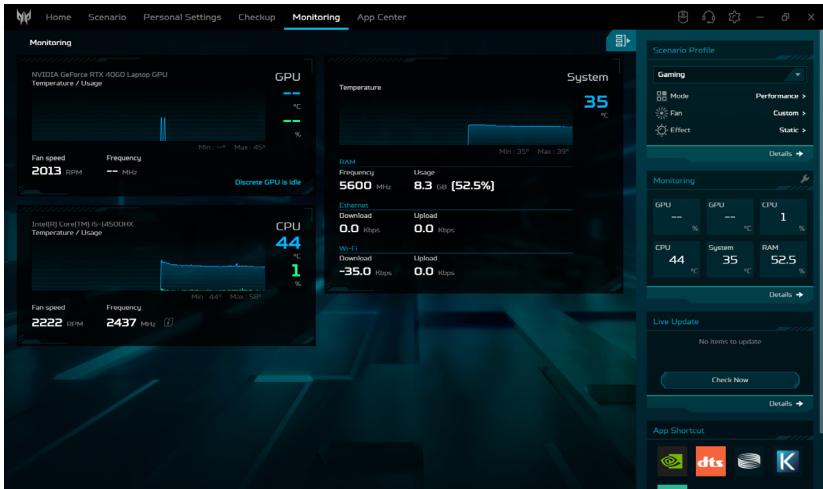 Home Scenario Personal Settings Checkup Monitoring App Center
Monitoring
NVIDIA GeForce RTX 4060 Laptop GPU
Temperature / Usage
GPU
--
°C
--
%
Min : --° Max : 45°
Fan speed Frequency
2013 RPM -- MHz
Discrete GPU is idle
Intel(R) Core(TM) i5-14500HX
Temperature / Usage
CPU
44
°C
1
%
Min : 44° Max : 58°
Fan speed Frequency
2222 RPM 2437 MHz i
System
Temperature
35
°C
Min : 35° Max : 39°
RAM
Frequency Usage
5600 MHz 8.3 GB (52.5%)
Ethernet
Download Upload
0.0 Kbps 0.0 Kbps
Wi-Fi
Download Upload
-35.0 Kbps 0.0 Kbps
Scenario Profile
Gaming
Mode Performance >
Fan Custom >
Effect Static >
Details
Monitoring
GPU GPU CPU
-- -- 1
% °C %
CPU System RAM
44 35 52.5
°C °C %
Details
Live Update
No items to update
Check Now
Details
App Shortcut
dts K